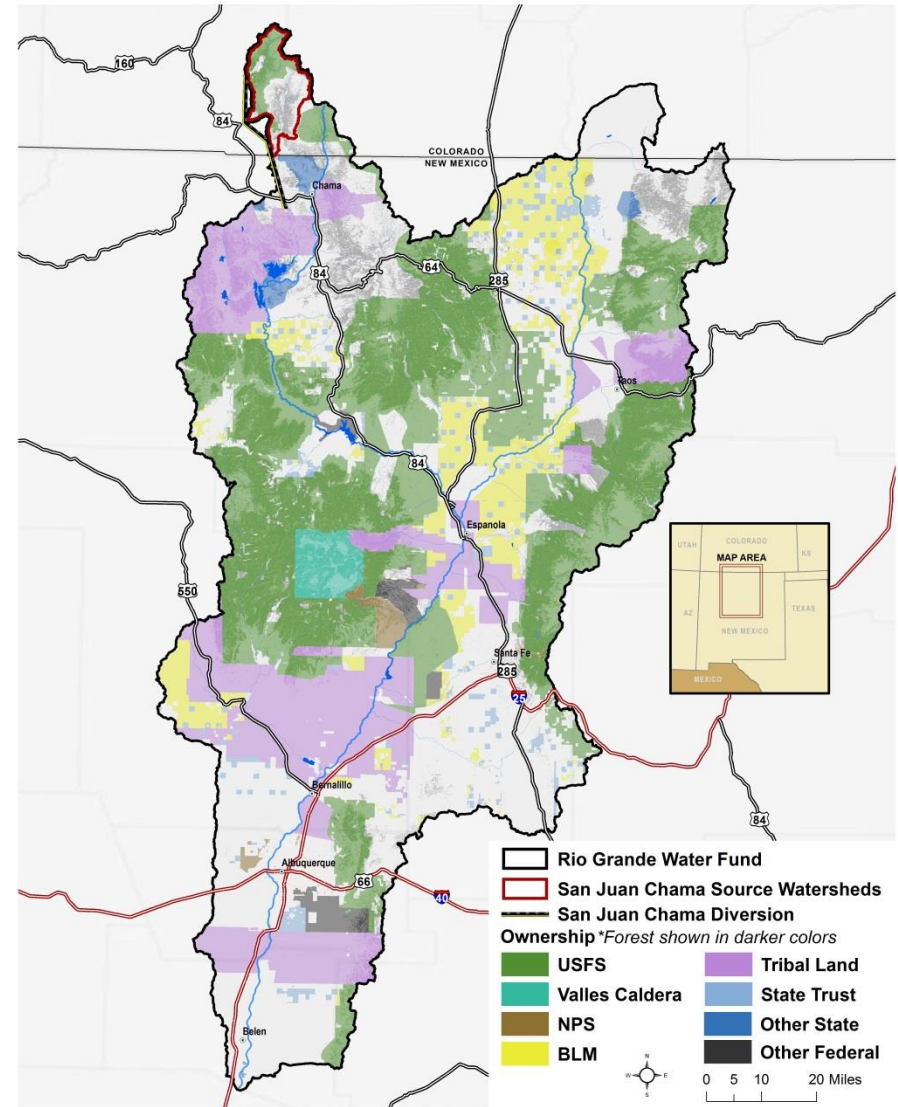 160
84
COLORADO
NEW MEXICO
Chama
84
64
285
Taos
84
Espanola
550
Santa Fe
285
25
Bernalillo
Albuquerque
66
40
84
Belen
UTAH
COLORADO
KS
MAP AREA
AZ
TEXAS
NEW MEXICO
MEXICO
Rio Grande Water Fund
San Juan Chama Source Watersheds
San Juan Chama Diversion
Ownership *Forest shown in darker colors
USFS
Tribal Land
Valles Caldera
State Trust
NPS
Other State
BLM
Other Federal
N
W E
S
0 5 10 20 Miles